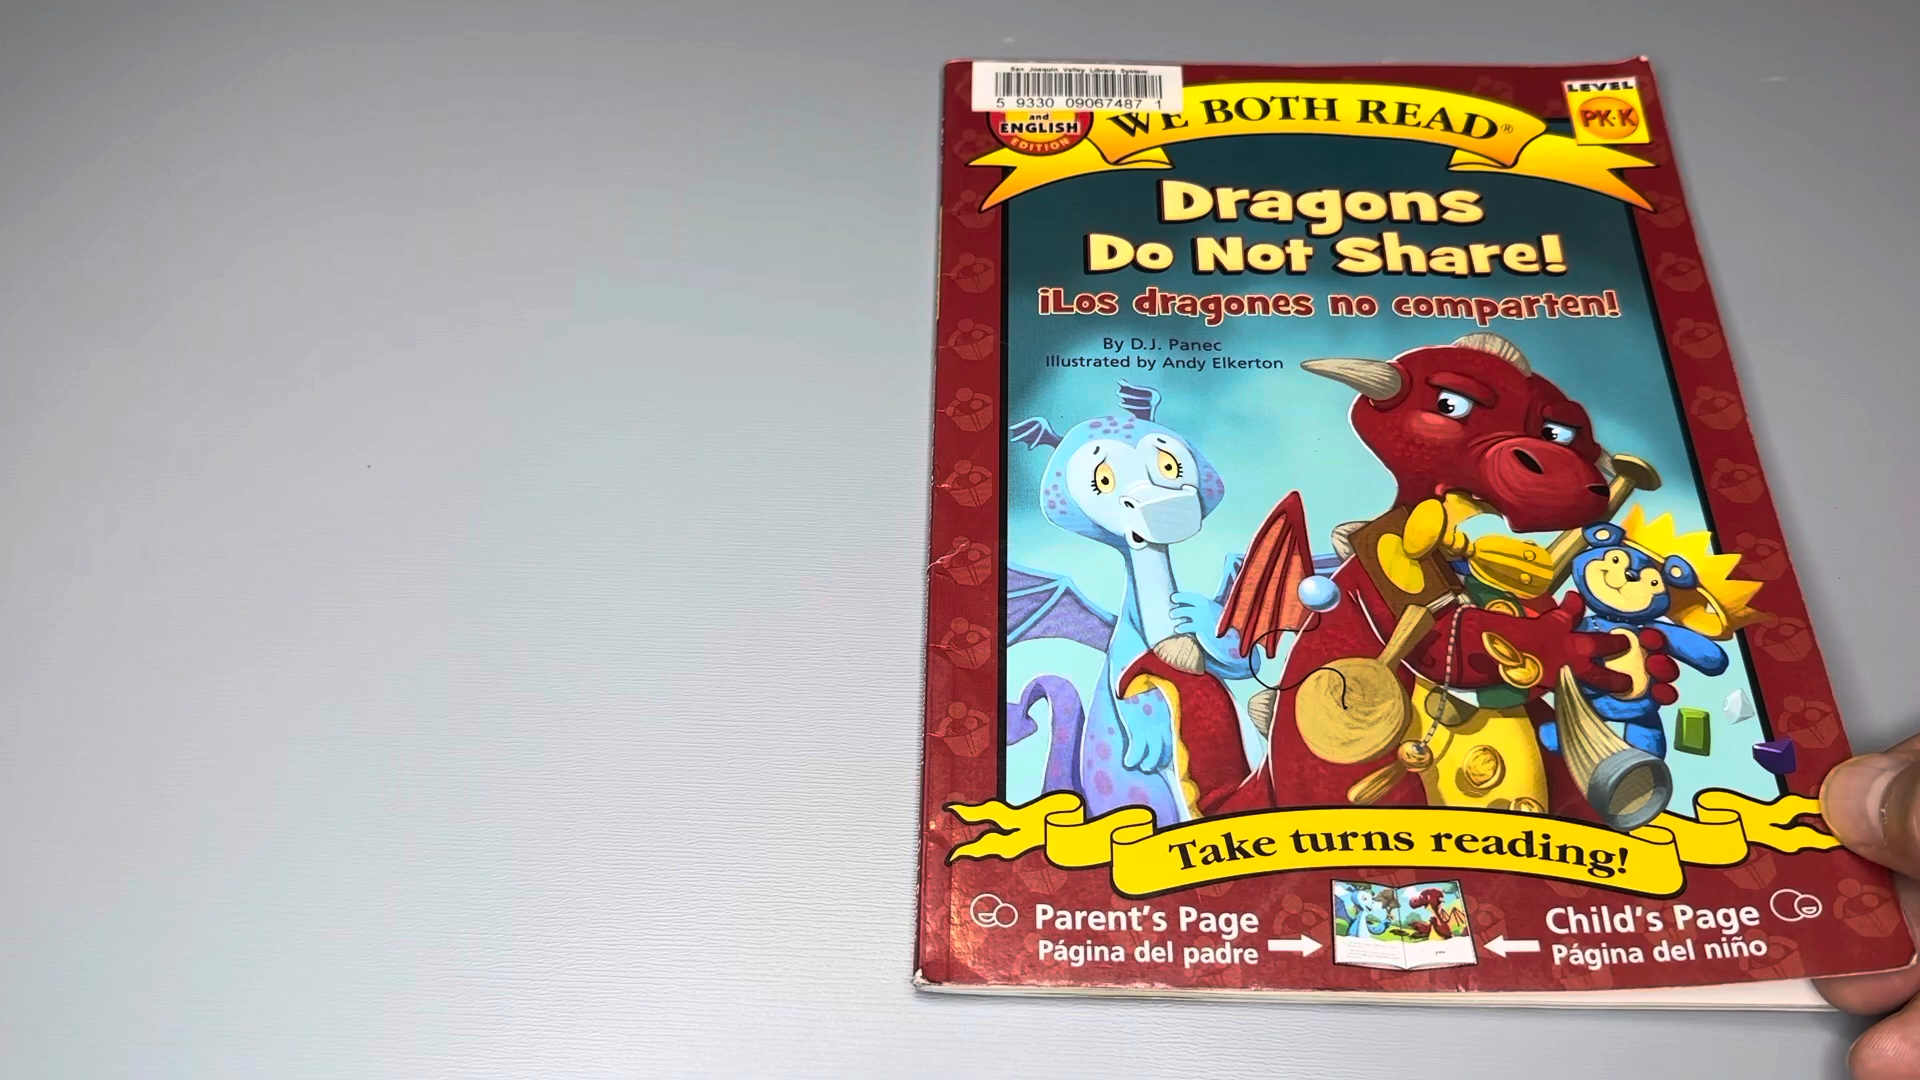 San Joaquin Valley Library System
5 9330 09067487 1
and
ENGLISH
EDITION
WE BOTH READ®
LEVEL
PK-K
Dragons
Do Not Share!
¡Los dragones no comparten!
By D.J. Panec
Illustrated by Andy Elkerton
Take turns reading!
Parent's Page
Página del padre
Child's Page
Página del niño